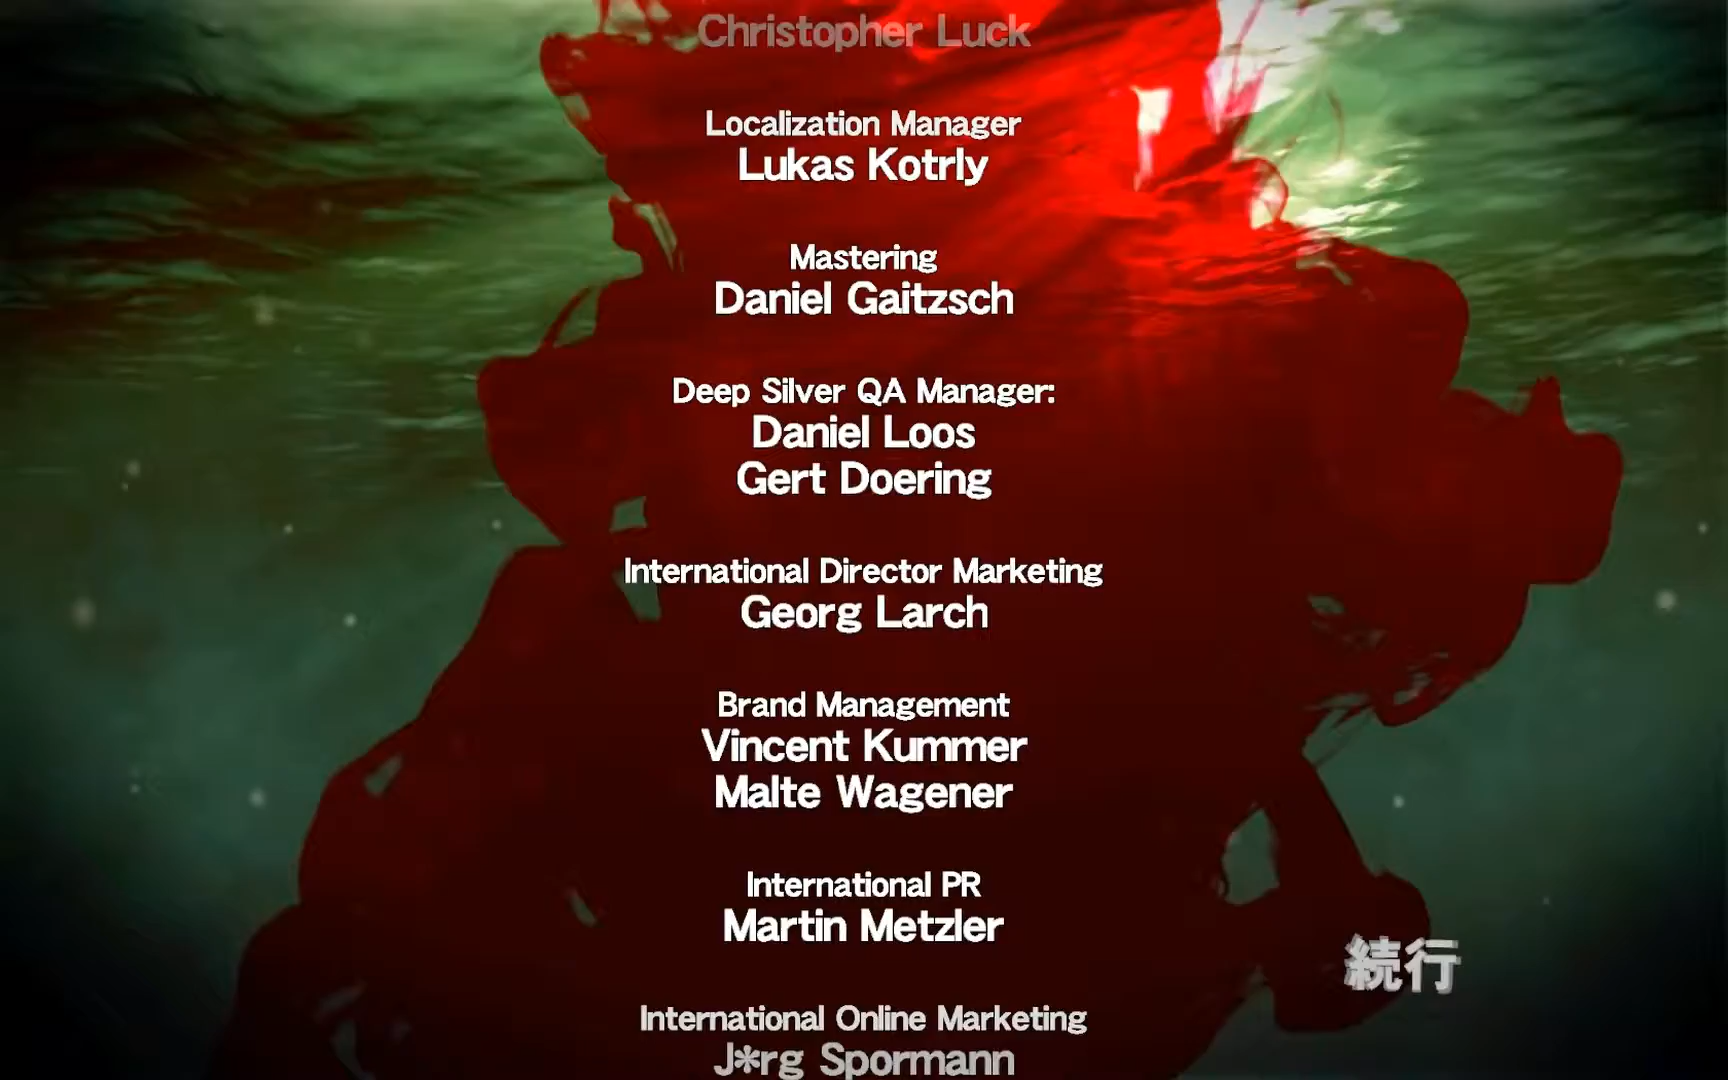 Christopher Luck
Localization Manager
Lukas Kotrly
Mastering
Daniel Gaitzsch
Deep Silver QA Manager:
Daniel Loos
Gert Doering
International Director Marketing
Georg Larch
Brand Management
Vincent Kummer
Malte Wagener
International PR
Martin Metzler
続行
International Online Marketing
J*rg Spormann